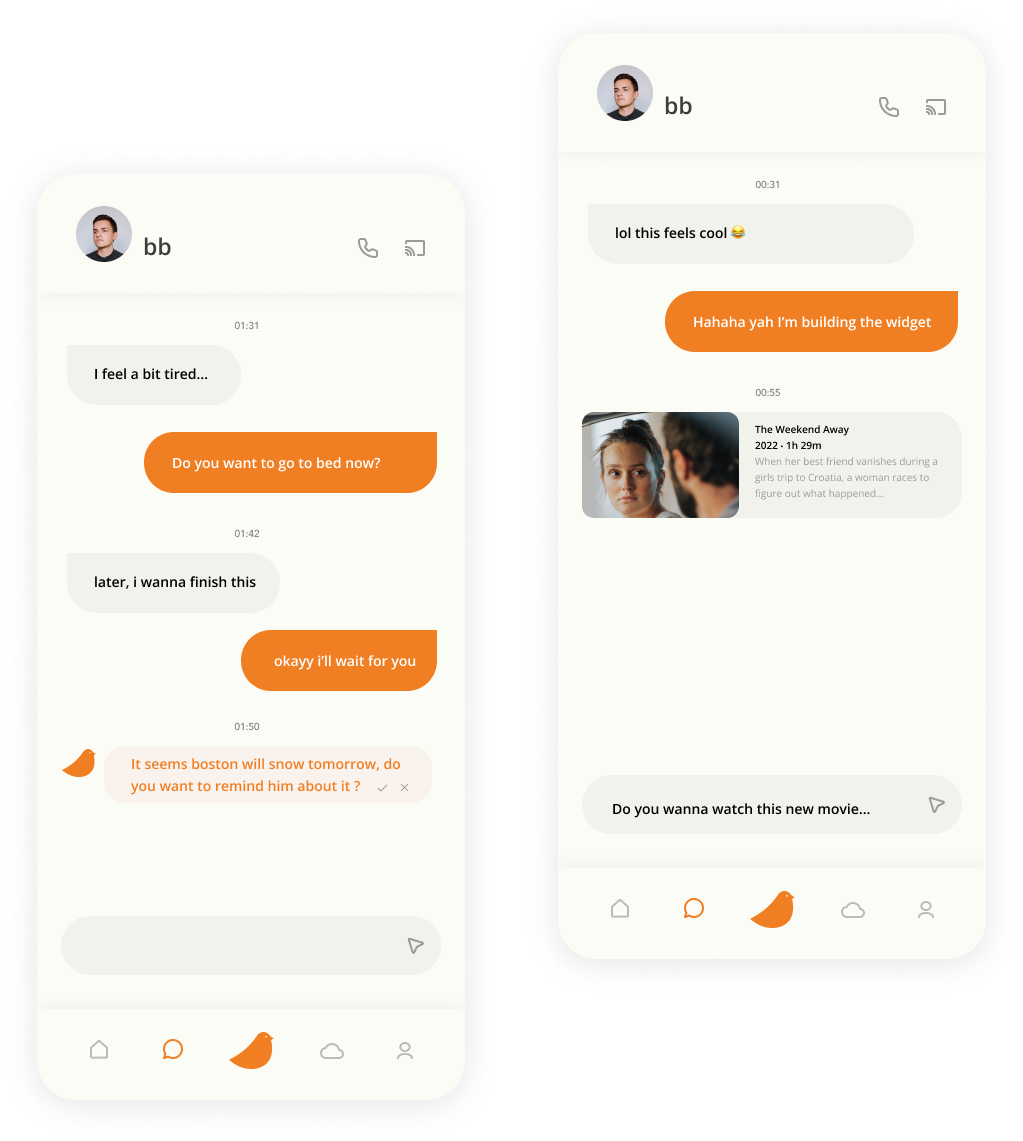 bb
01:31
I feel a bit tired...
Do you want to go to bed now?
01:42
later, i wanna finish this
okayy i'll wait for you
01:50
It seems boston will snow tomorrow, do
you want to remind him about it ?
bb
00:31
lol this feels cool 😂
Hahaha yah I'm building the widget
00:55
The Weekend Away
2022 · 1h 29m
When her best friend vanishes during a
girls trip to Croatia, a woman races to
figure out what happened...
Do you wanna watch this new movie...